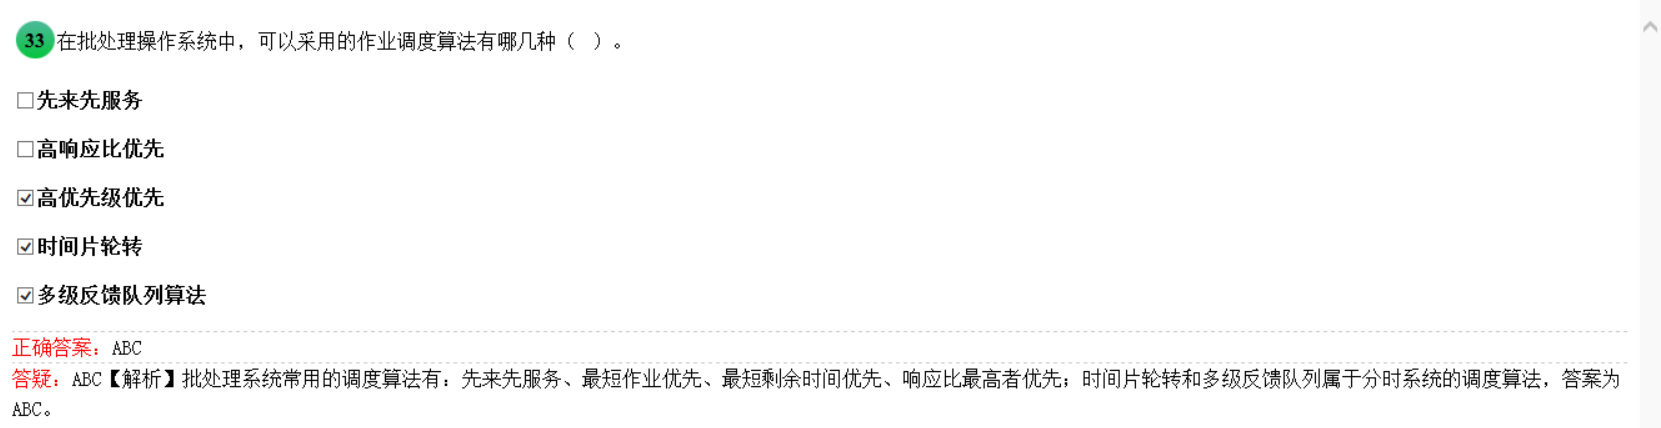 33 在批处理操作系统中，可以采用的作业调度算法有哪几种（ ）。
先来先服务
高响应比优先
高优先级优先
时间片轮转
多级反馈队列算法
正确答案：ABC
答疑：ABC【解析】批处理系统常用的调度算法有：先来先服务、最短作业优先、最短剩余时间优先、响应比最高者优先；时间片轮转和多级反馈队列属于分时系统的调度算法，答案为
ABC。